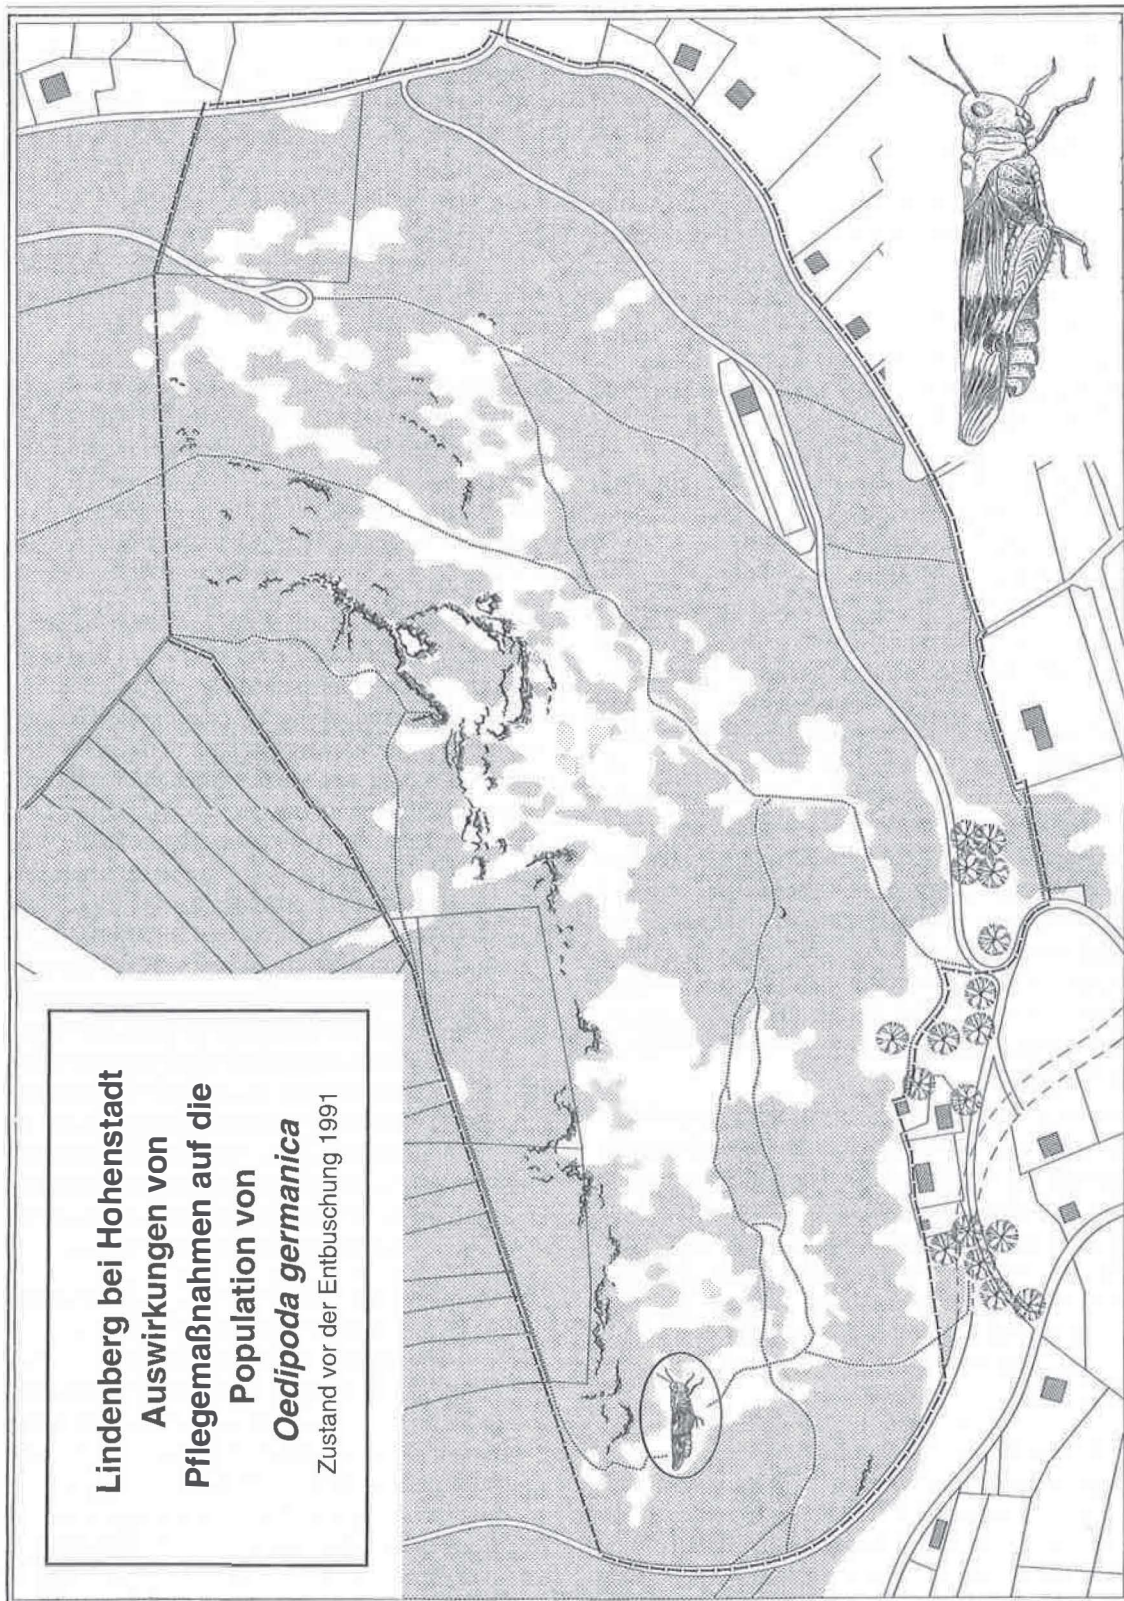 Lindenberg bei Hohenstadt
Auswirkungen von
Pflegemaßnahmen auf die
Population von
Oedipoda germanica
Zustand vor der Entbuschung 1991